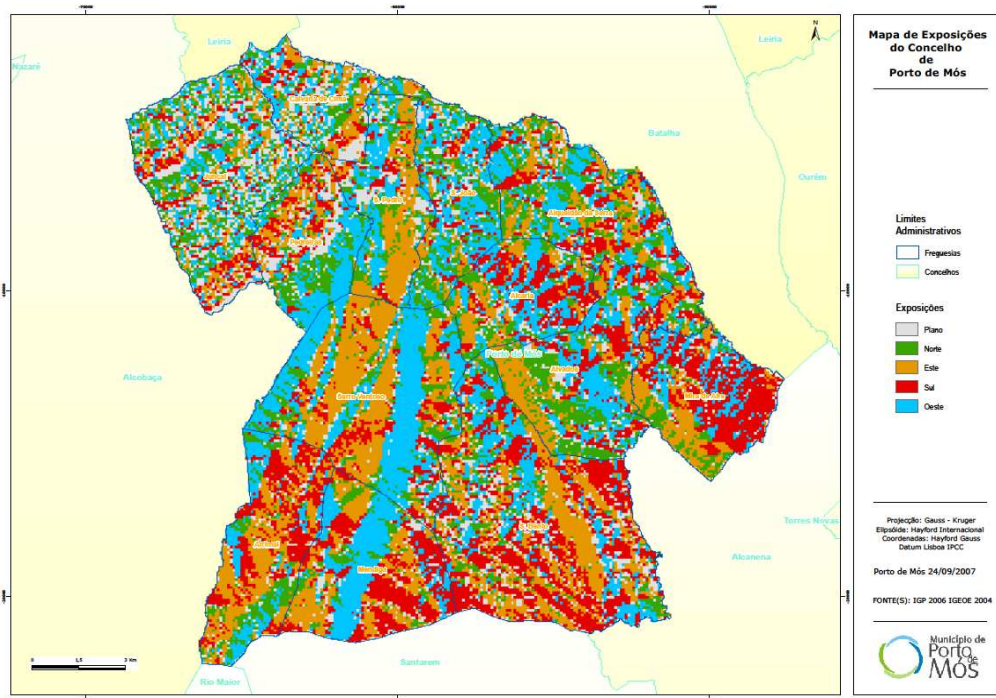 Mapa de Exposições
do Concelho
de
Porto de Mós
Limites
Administrativos
Freguesias
Concelhos
Exposições
Plano
Norte
Este
Sul
Oeste
Projecção: Gauss - Kruger
Elipsóide: Hayford Internacional
Coordenadas: Hayford Gauss
Datum Lisboa IPCC
Porto de Mós 24/09/2007
FONTE(S): IGP 2006 IGEOE 2004
Município de
Porto
de
Mós
N
Leiria
Leiria
Nazaré
Batalha
Ourém
Calvaria de Cima
Juncal
S. Pedro
S. João
Alqueidão da Serra
Pedreiras
Alcaria
Porto de Mós
Alvados
Alcobaça
Serro Ventoso
Mira de Aire
Torres Novas
S. Bento
Alcanena
Arrimal
Mendiga
0 1,5 3 Km
Santarem
Rio Maior